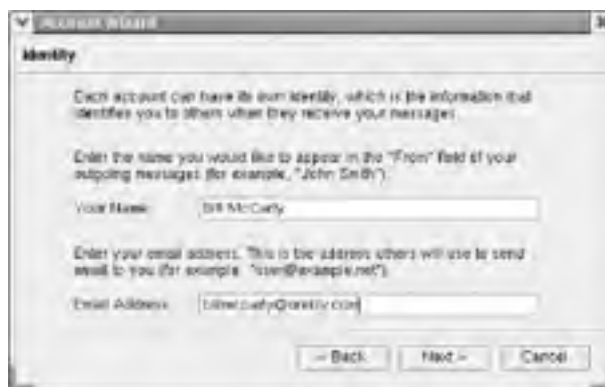 Account Wizard
Identity
Each account can have its own identity, which is the information that
identifies you to others when they receive your messages.
Enter the name you would like to appear in the "From" field of your
outgoing messages (for example, "John Smith").
Your Name: Bill McCarty
Enter your email address. This is the address others will use to send
email to you (for example, "user@example.net").
Email Address:
< Back Next > Cancel